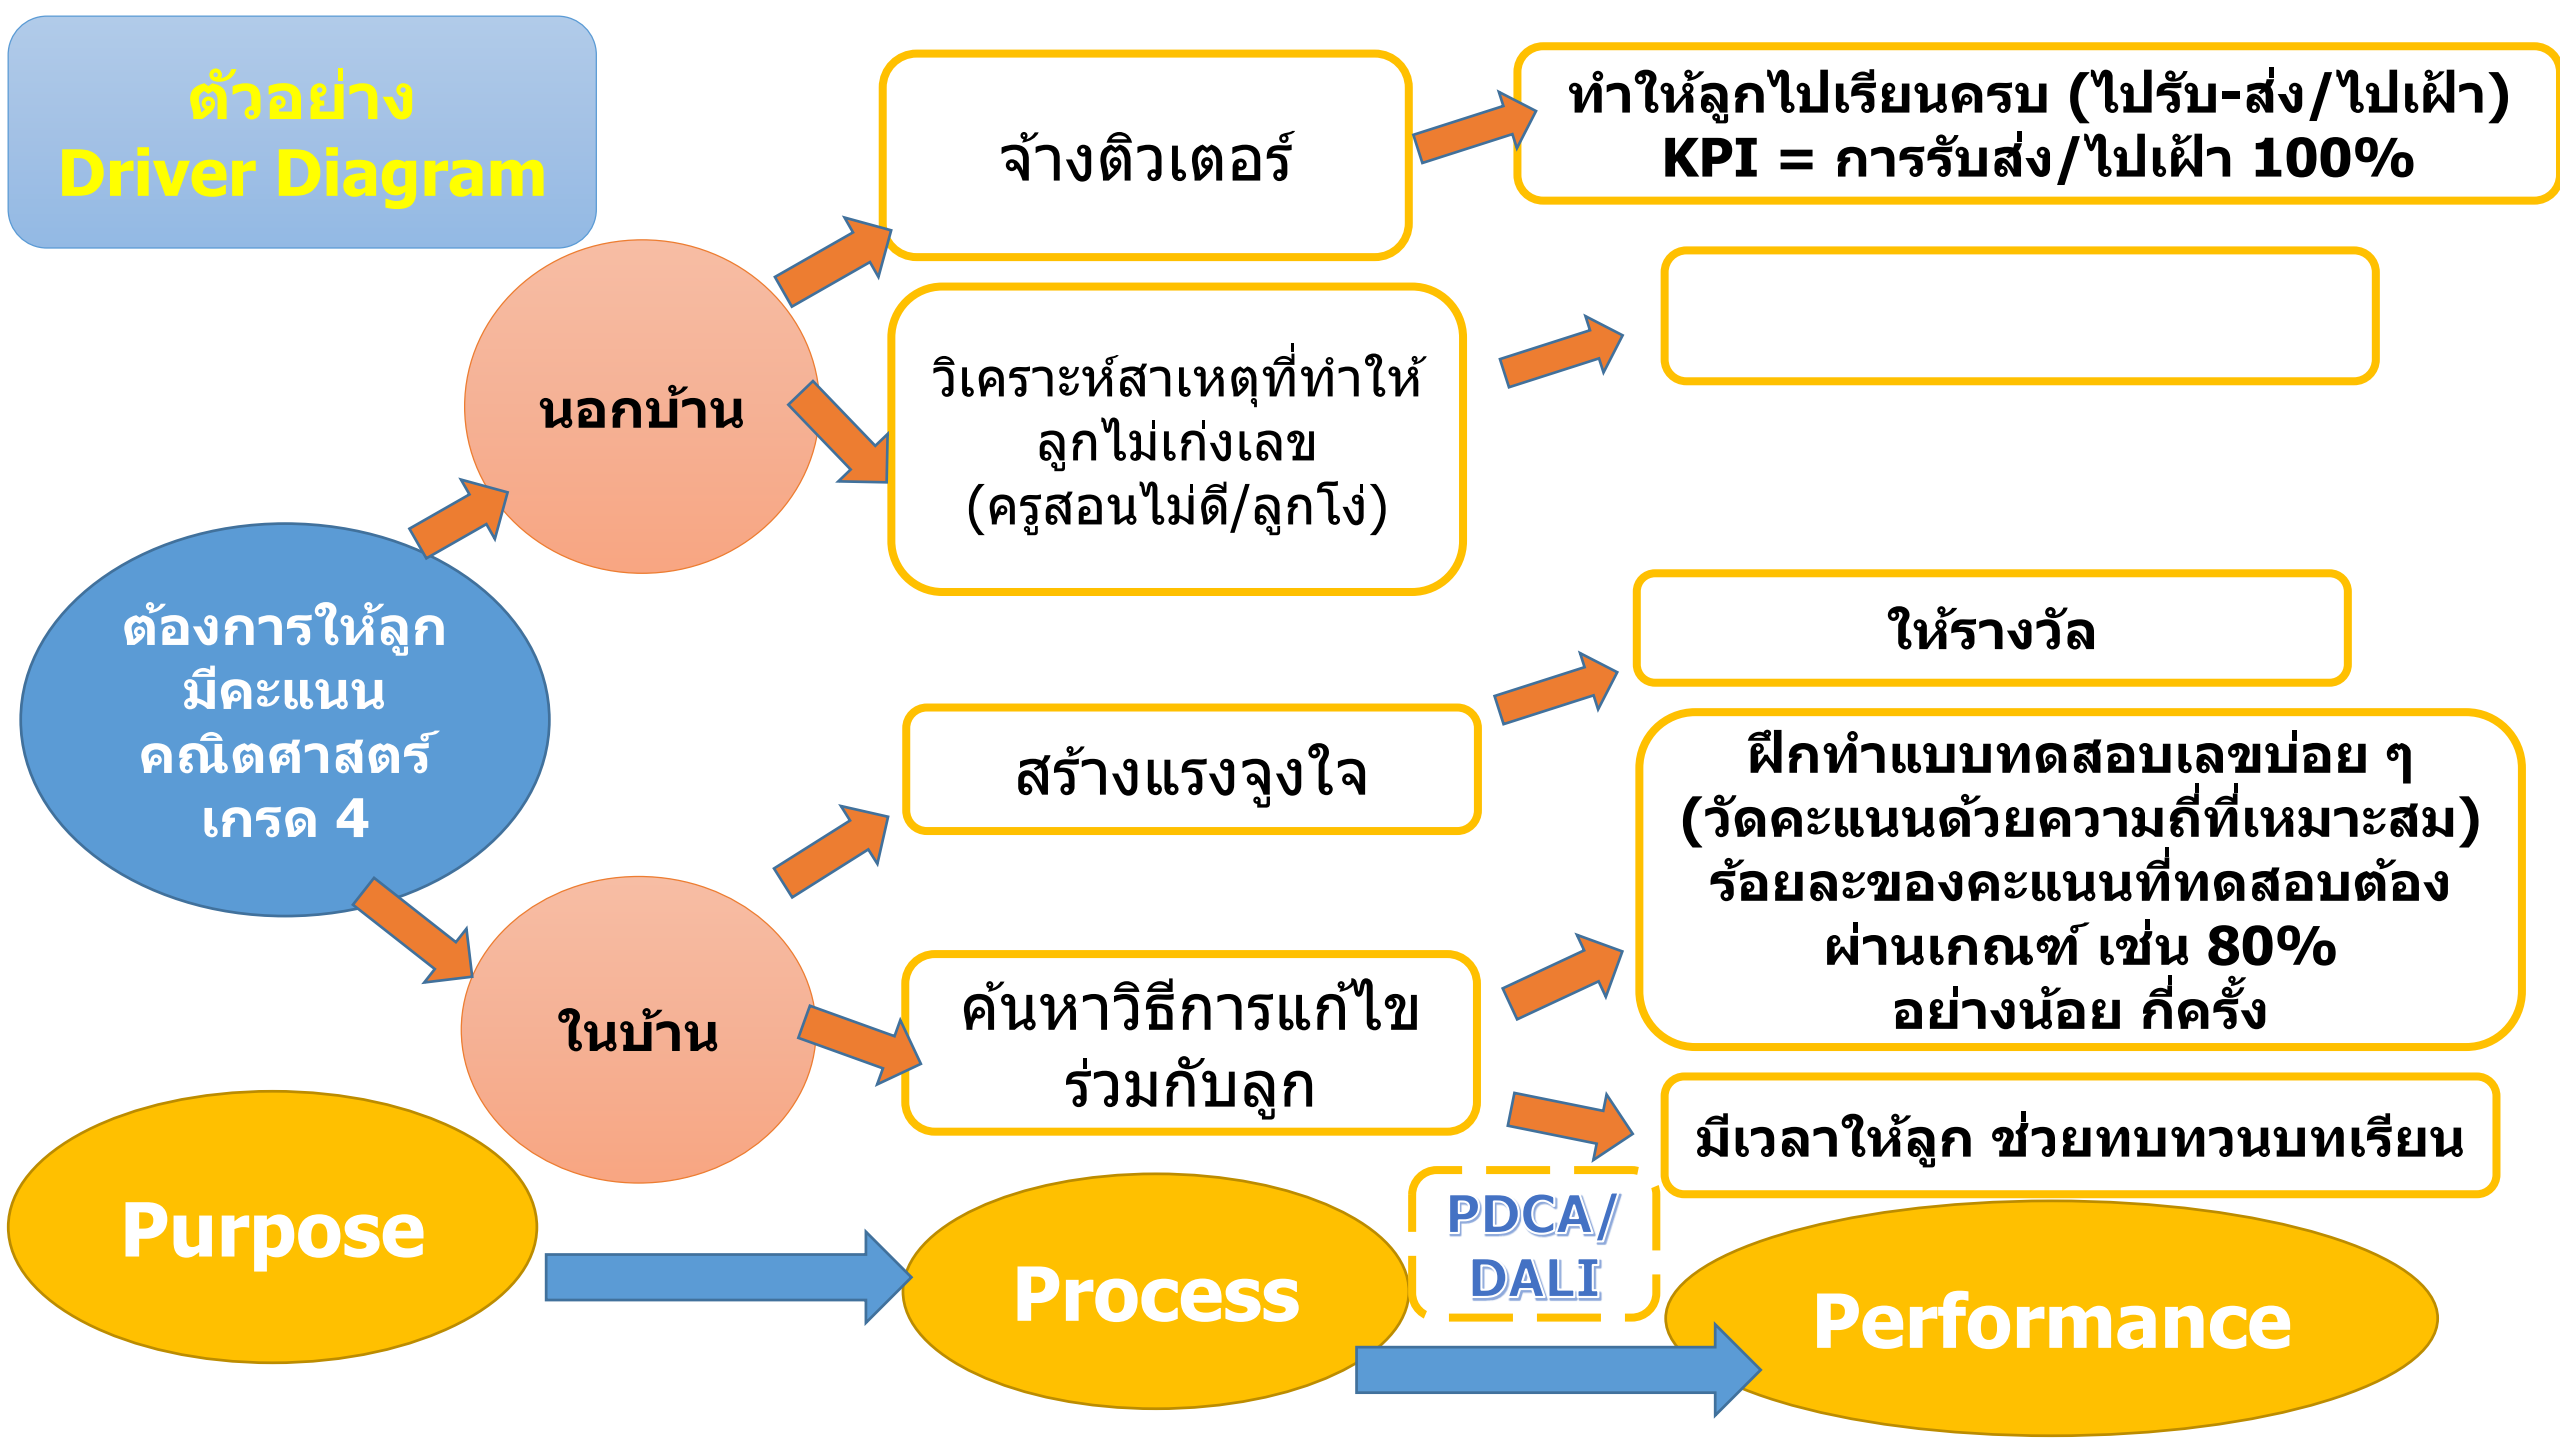 ตัวอย่าง
Driver Diagram
จ้างติวเตอร์
ทำให้ลูกไปเรียนครบ (ไปรับ-ส่ง/ไปเฝ้า)
KPI = การรับส่ง/ไปเฝ้า 100%
นอกบ้าน
วิเคราะห์สาเหตุที่ทำให้
ลูกไม่เก่งเลข
(ครูสอนไม่ดี/ลูกโง่)
ต้องการให้ลูก
มีคะแนน
คณิตศาสตร์
เกรด 4
ให้รางวัล
สร้างแรงจูงใจ
ฝึกทำแบบทดสอบเลขบ่อย ๆ
(วัดคะแนนด้วยความถี่ที่เหมาะสม)
ร้อยละของคะแนนที่ทดสอบต้อง
ผ่านเกณฑ์ เช่น 80%
อย่างน้อย กี่ครั้ง
ในบ้าน
ค้นหาวิธีการแก้ไข
ร่วมกับลูก
มีเวลาให้ลูก ช่วยทบทวนบทเรียน
Purpose
Process
PDCA/
DALI
Performance